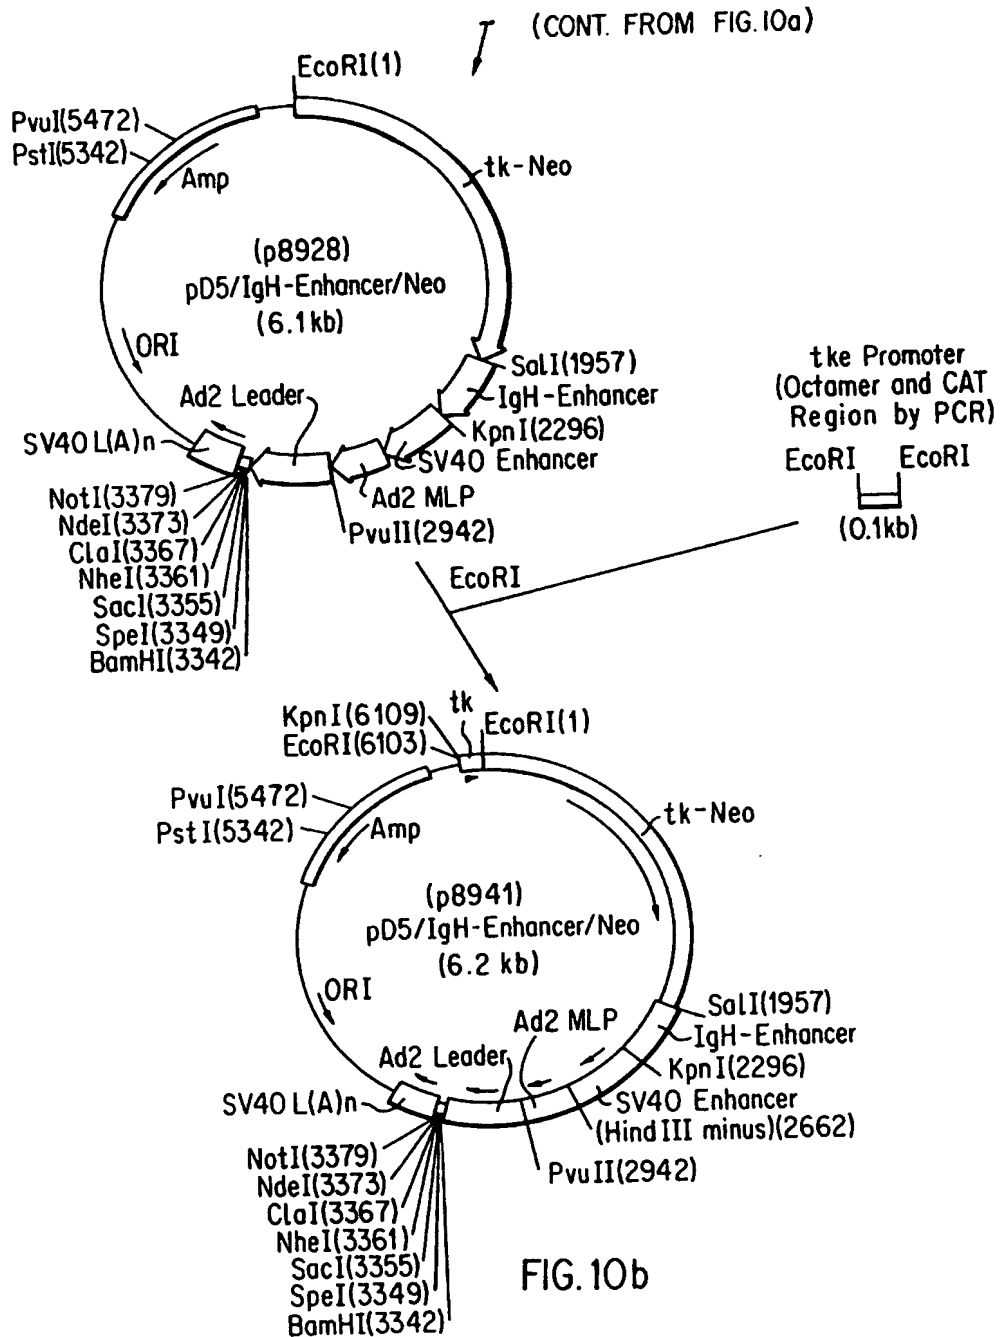 (CONT. FROM FIG.10a)
EcoRI(1)
PvuI(5472)
PstI(5342)
Amp
tk-Neo
(p8928)
pD5/IgH-Enhancer/Neo
(6.1kb)
ORI
Ad2 Leader
SV40 L(A)n
SalI(1957)
IgH-Enhancer
KpnI(2296)
SV40 Enhancer
Ad2 MLP
PvuII(2942)
NotI(3379)
NdeI(3373)
ClaI(3367)
NheI(3361)
SacI(3355)
SpeI(3349)
BamHI(3342)
tke Promoter
(Octamer and CAT
Region by PCR)
EcoRI EcoRI
(0.1kb)
EcoRI
tk
KpnI(6109)
EcoRI(6103)
EcoRI(1)
PvuI(5472)
PstI(5342)
Amp
tk-Neo
(p8941)
pD5/IgH-Enhancer/Neo
(6.2 kb)
ORI
Ad2 MLP
Ad2 Leader
SV40 L(A)n
SalI(1957)
IgH-Enhancer
KpnI(2296)
SV40 Enhancer
(Hind III minus)(2662)
PvuII(2942)
NotI(3379)
NdeI(3373)
ClaI(3367)
NheI(3361)
SacI(3355)
SpeI(3349)
BamHI(3342)
FIG. 10b